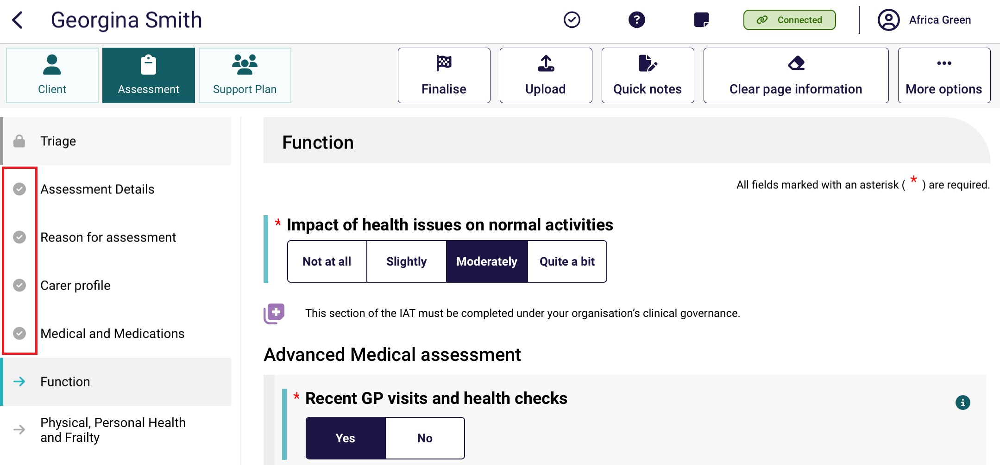 Georgina Smith
?
Connected
Africa Green
Client
Assessment
Support Plan
Finalise
Upload
Quick notes
Clear page information
More options
Triage
Assessment Details
Reason for assessment
Carer profile
Medical and Medications
Function
Physical, Personal Health
and Frailty
Function
All fields marked with an asterisk ( * ) are required.
* Impact of health issues on normal activities
Not at all
Slightly
Moderately
Quite a bit
This section of the IAT must be completed under your organisation’s clinical governance.
Advanced Medical assessment
* Recent GP visits and health checks
i
Yes
No